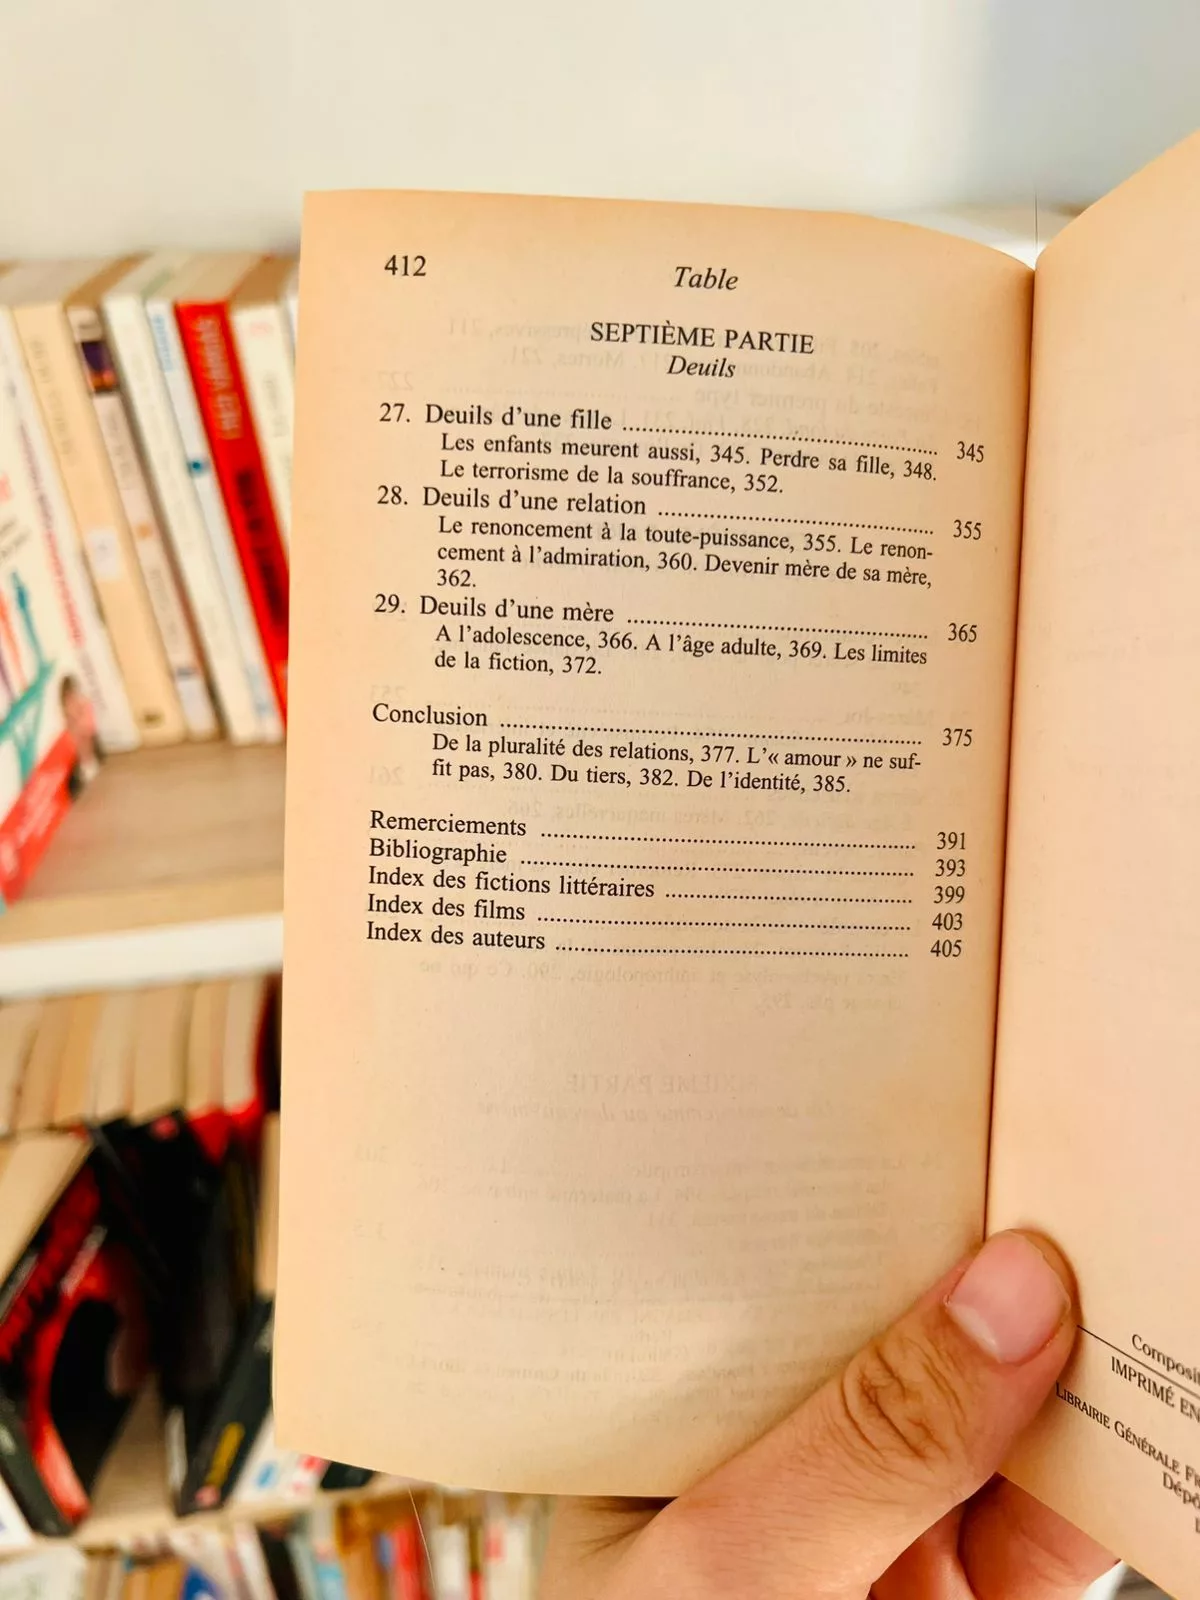 412
Table
SEPTIÈME PARTIE
Deuils
27. Deuils d'une fille ........ 345
Les enfants meurent aussi, 345. Perdre sa fille, 348.
Le terrorisme de la souffrance, 352.
28. Deuils d'une relation ........ 355
Le renoncement à la toute-puissance, 355. Le renon-
cement à l'admiration, 360. Devenir mère de sa mère,
362.
29. Deuils d'une mère ........ 365
A l'adolescence, 366. A l'âge adulte, 369. Les limites
de la fiction, 372.
Conclusion ........ 375
De la pluralité des relations, 377. L'« amour » ne suf-
fit pas, 380. Du tiers, 382. De l'identité, 385.
Remerciements ........ 391
Bibliographie ........ 393
Index des fictions littéraires ........ 399
Index des films ........ 403
Index des auteurs ........ 405
IMPRIMÉ EN
LIBRAIRIE GÉNÉRALE